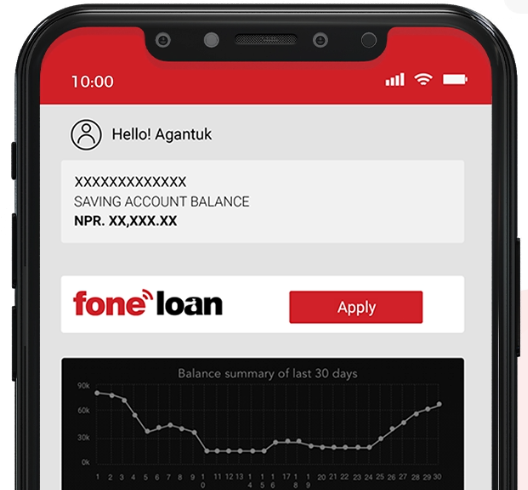 10:00
Hello! Agantuk
XXXXXXXXXXXXX
SAVING ACCOUNT BALANCE
NPR. XX,XXX.XX
fone loan
Apply
Balance summary of last 30 days
90k
60k
30k
0k
1 2 3 4 5 6 7 8 9 10 11 12 13 14 15 16 17 18 19 20 21 22 23 24 25 26 27 28 29 30